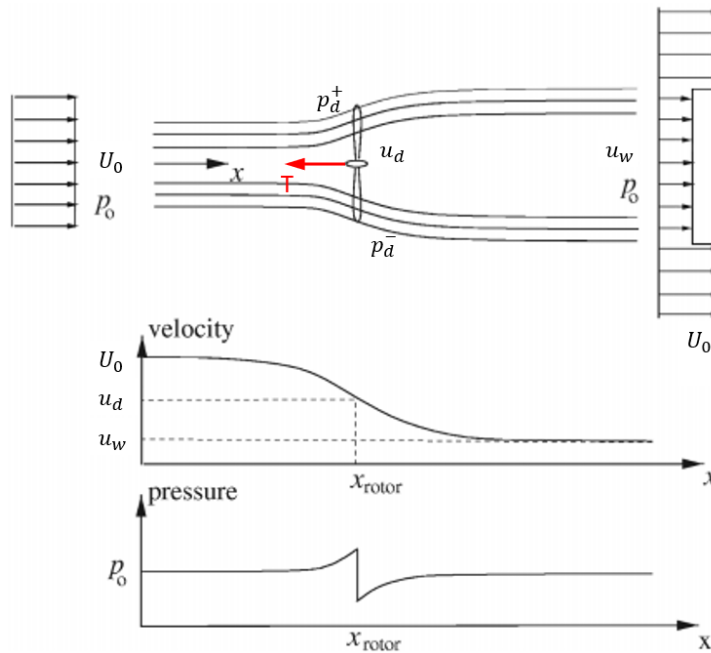 p_d^+
U_0
u_d
u_w
x
p_o
T
p_o
p_d^-
U_0
velocity
U_0
u_d
u_w
x_rotor
x
pressure
p_o
x_rotor
x